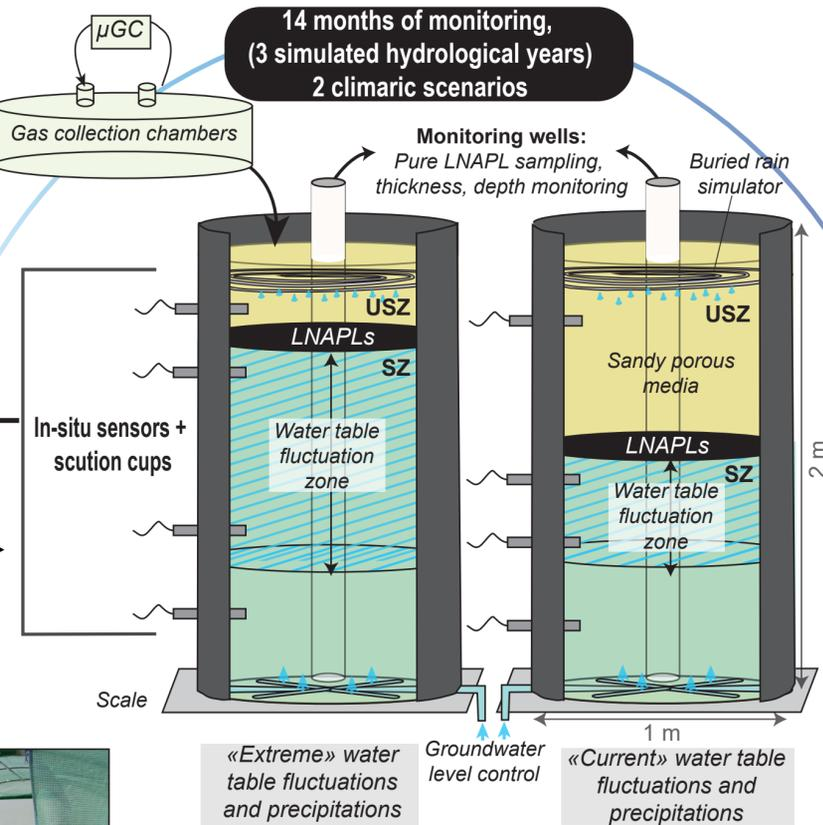 µGC
14 months of monitoring,
(3 simulated hydrological years)
2 climaric scenarios
Gas collection chambers
Monitoring wells:
Pure LNAPL sampling,
thickness, depth monitoring
Buried rain
simulator
USZ
LNAPLs
SZ
Water table
fluctuation
zone
In-situ sensors +
scution cups
USZ
Sandy porous
media
LNAPLs
SZ
Water table
fluctuation
zone
2 m
Scale
1 m
Groundwater
level control
«Extreme» water
table fluctuations
and precipitations
«Current» water table
fluctuations and
precipitations